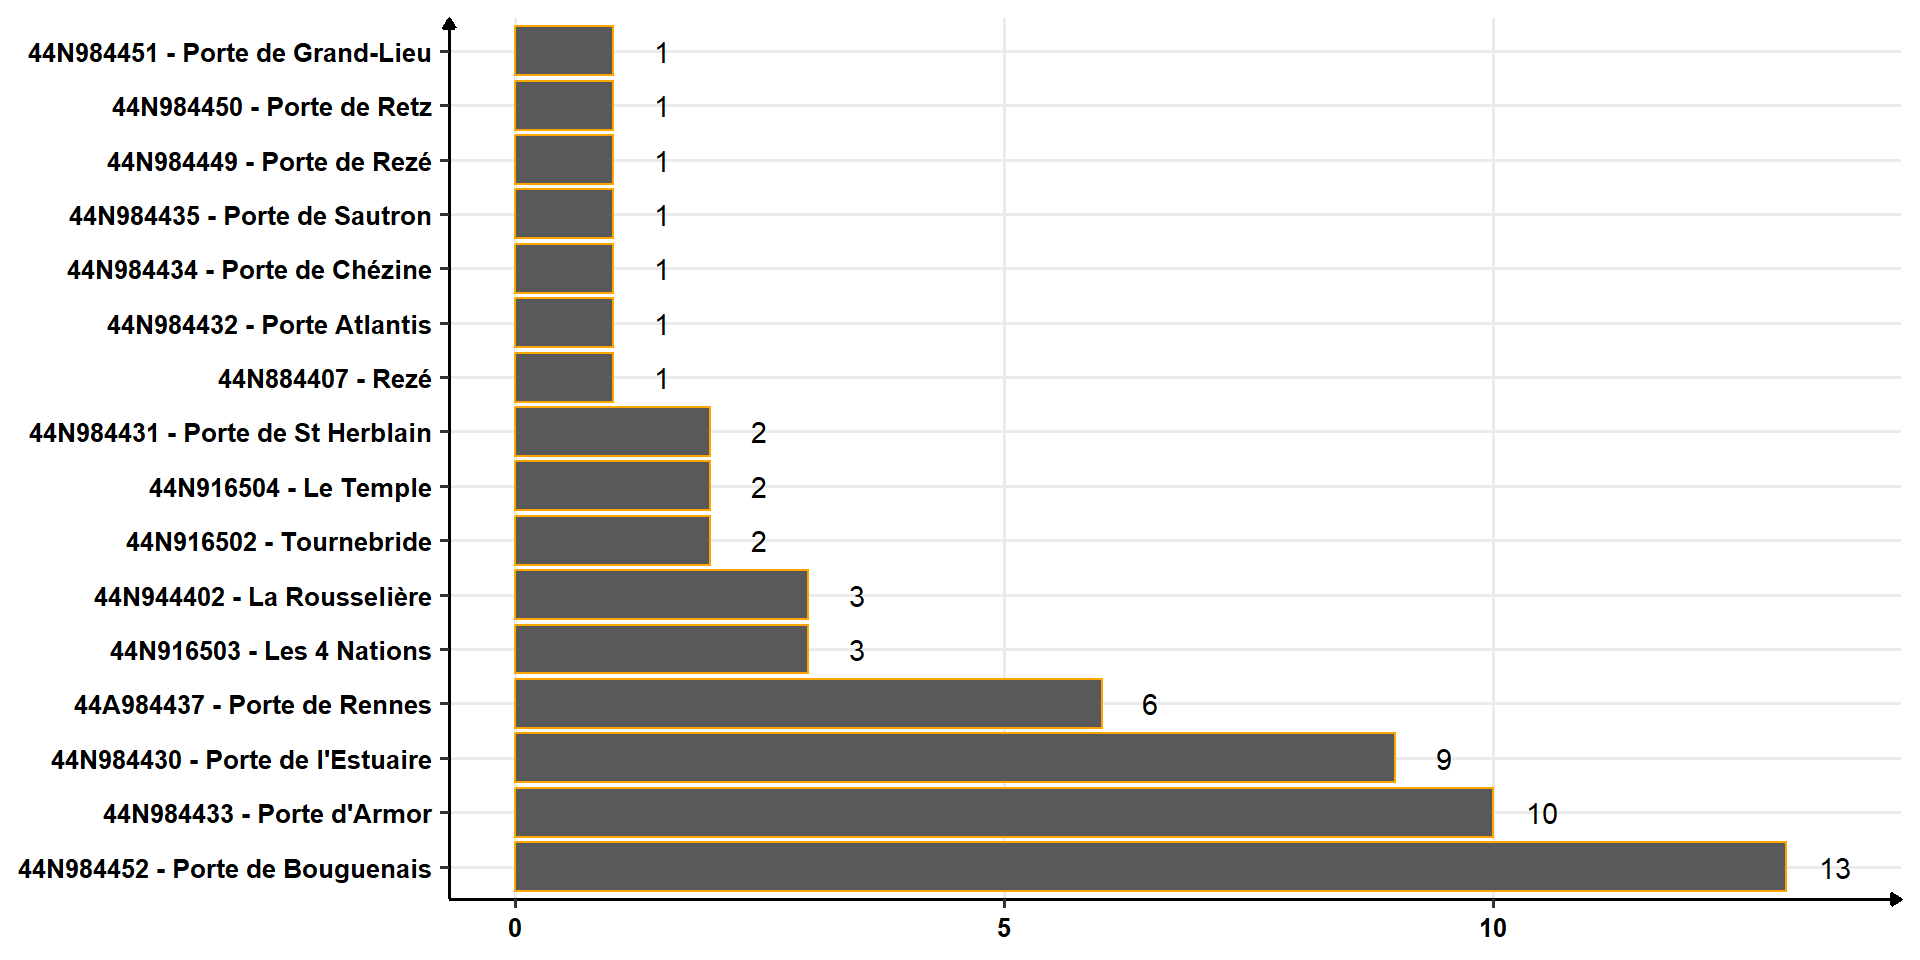 44N984451 - Porte de Grand-Lieu 1
44N984450 - Porte de Retz 1
44N984449 - Porte de Rezé 1
44N984435 - Porte de Sautron 1
44N984434 - Porte de Chézine 1
44N984432 - Porte Atlantis 1
44N884407 - Rezé 1
44N984431 - Porte de St Herblain 2
44N916504 - Le Temple 2
44N916502 - Tournebride 2
44N944402 - La Rousselière 3
44N916503 - Les 4 Nations 3
44A984437 - Porte de Rennes 6
44N984430 - Porte de l'Estuaire 9
44N984433 - Porte d'Armor 10
44N984452 - Porte de Bouguenais 13
0 5 10